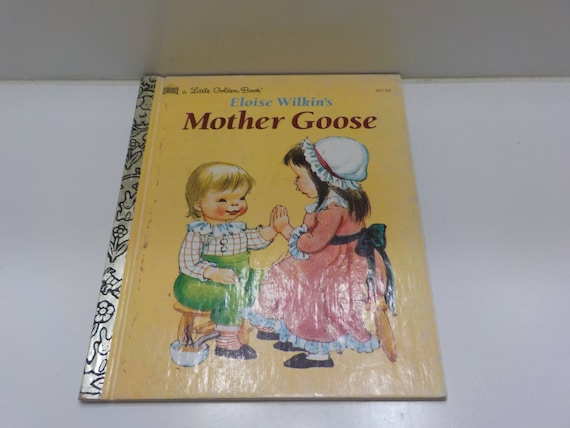 a Little Golden Book®
Eloise Wilkin's
Mother Goose